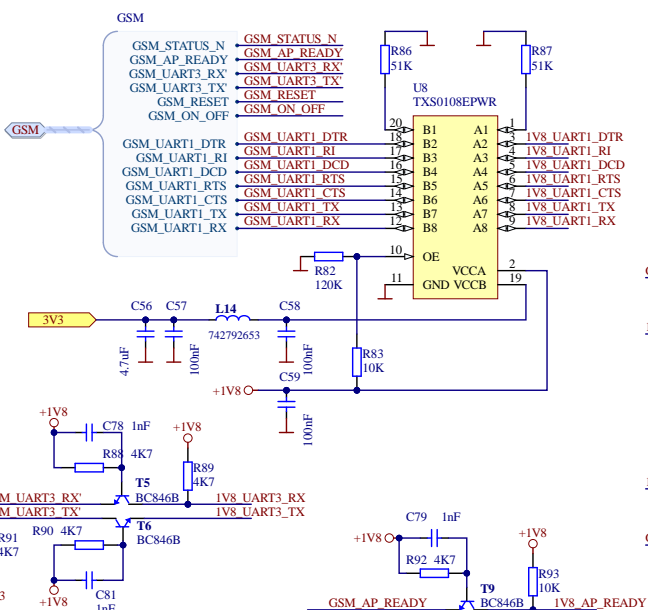 GSM
GSM_STATUS_N GSM_STATUS_N
GSM_AP_READY GSM_AP_READY
GSM_UART3_RX' GSM_UART3_RX'
GSM_UART3_TX' GSM_UART3_TX'
GSM_RESET GSM_RESET
GSM_ON_OFF GSM_ON_OFF
GSM
R86
51K
R87
51K
U8
TXS0108EPWR
20 B1 A1 1
GSM_UART1_DTR GSM_UART1_DTR 18 B2 A2 3 1V8_UART1_DTR
GSM_UART1_RI GSM_UART1_RI 17 B3 A3 4 1V8_UART1_RI
GSM_UART1_DCD GSM_UART1_DCD 16 B4 A4 5 1V8_UART1_DCD
GSM_UART1_RTS GSM_UART1_RTS 15 B5 A5 6 1V8_UART1_RTS
GSM_UART1_CTS GSM_UART1_CTS 14 B6 A6 7 1V8_UART1_CTS
GSM_UART1_TX GSM_UART1_TX 13 B7 A7 8 1V8_UART1_TX
GSM_UART1_RX GSM_UART1_RX 12 B8 A8 9 1V8_UART1_RX
10 OE
R82
120K
VCCA 2
11 GND VCCB 19
3V3
C56
4.7uF
C57
100nF
L14
742792653
C58
100nF
R83
10K
+1V8
C59
100nF
+1V8
C78 1nF
R88 4K7
+1V8
R89
4K7
T5
BC846B
M_UART3_RX' 1V8_UART3_RX
M_UART3_TX' 1V8_UART3_TX
T6
BC846B
R91
4K7
R90 4K7
C81
1nF
+1V8
C79 1nF
+1V8
R92 4K7
+1V8
R93
10K
T9
BC846B
GSM_AP_READY 1V8_AP_READY